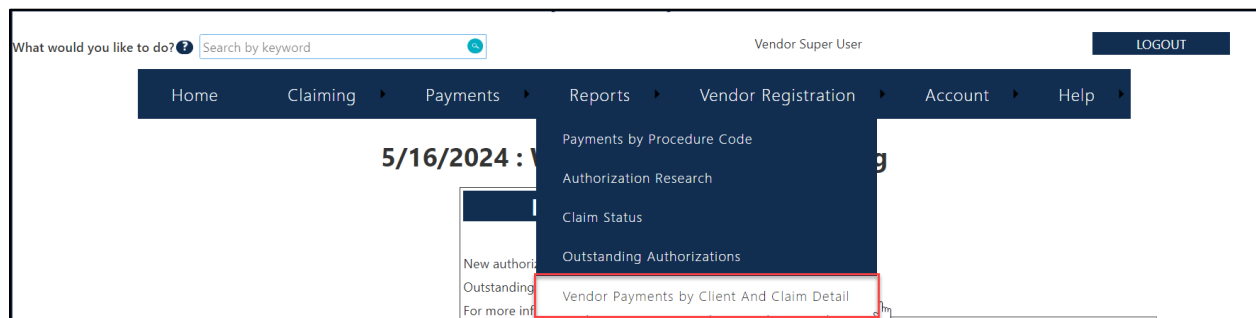 What would you like to do? ? Search by keyword Vendor Super User LOGOUT
Home Claiming Payments Reports Vendor Registration Account Help
Payments by Procedure Code
5/16/2024 :
Authorization Research
Claim Status
Outstanding Authorizations
New
Outstanding
Vendor Payments by Client And Claim Detail
For more